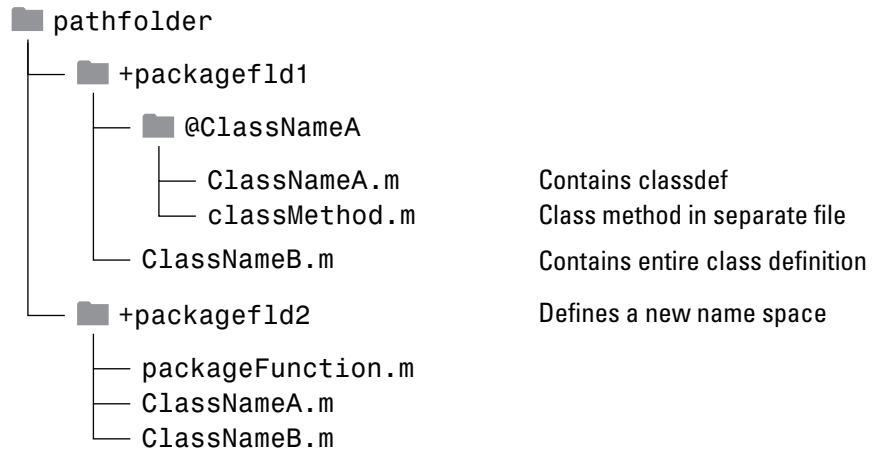 pathfolder
+packagefld1
@ClassNameA
ClassNameA.m Contains classdef
classMethod.m Class method in separate file
ClassNameB.m Contains entire class definition
+packagefld2 Defines a new name space
packageFunction.m
ClassNameA.m
ClassNameB.m